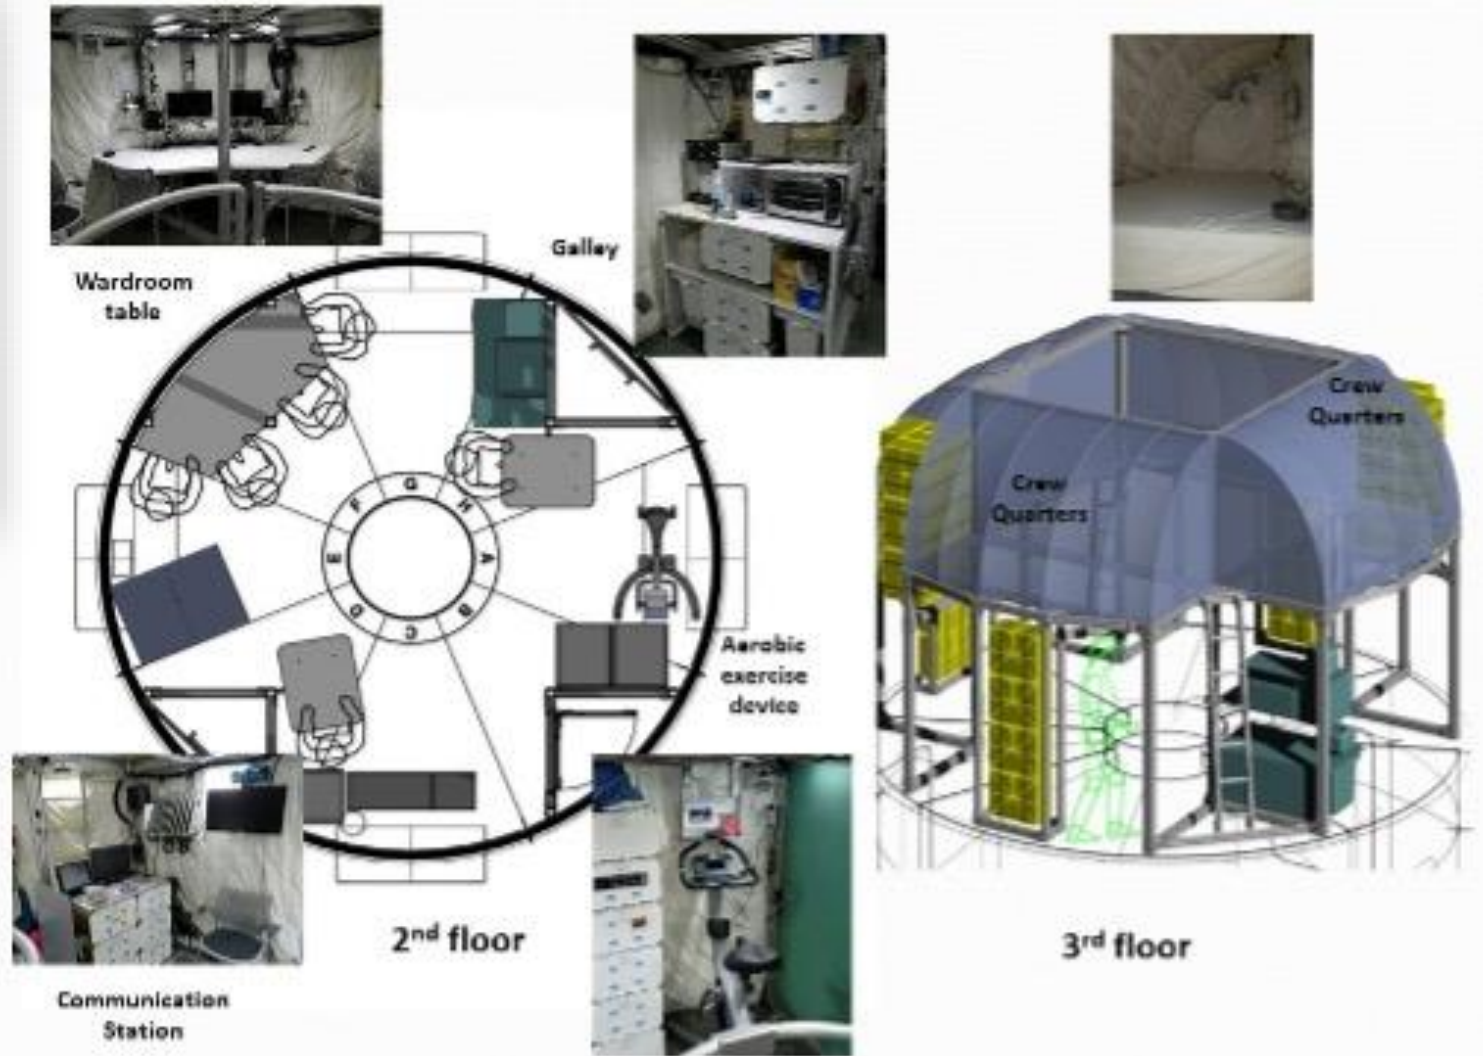 Galley
Wardroom
table
Crew
Quarters
Crew
Quarters
F
G
H
E
A
D
C
B
Aerobic
exercise
device
2nd floor
3rd floor
Communication
Station